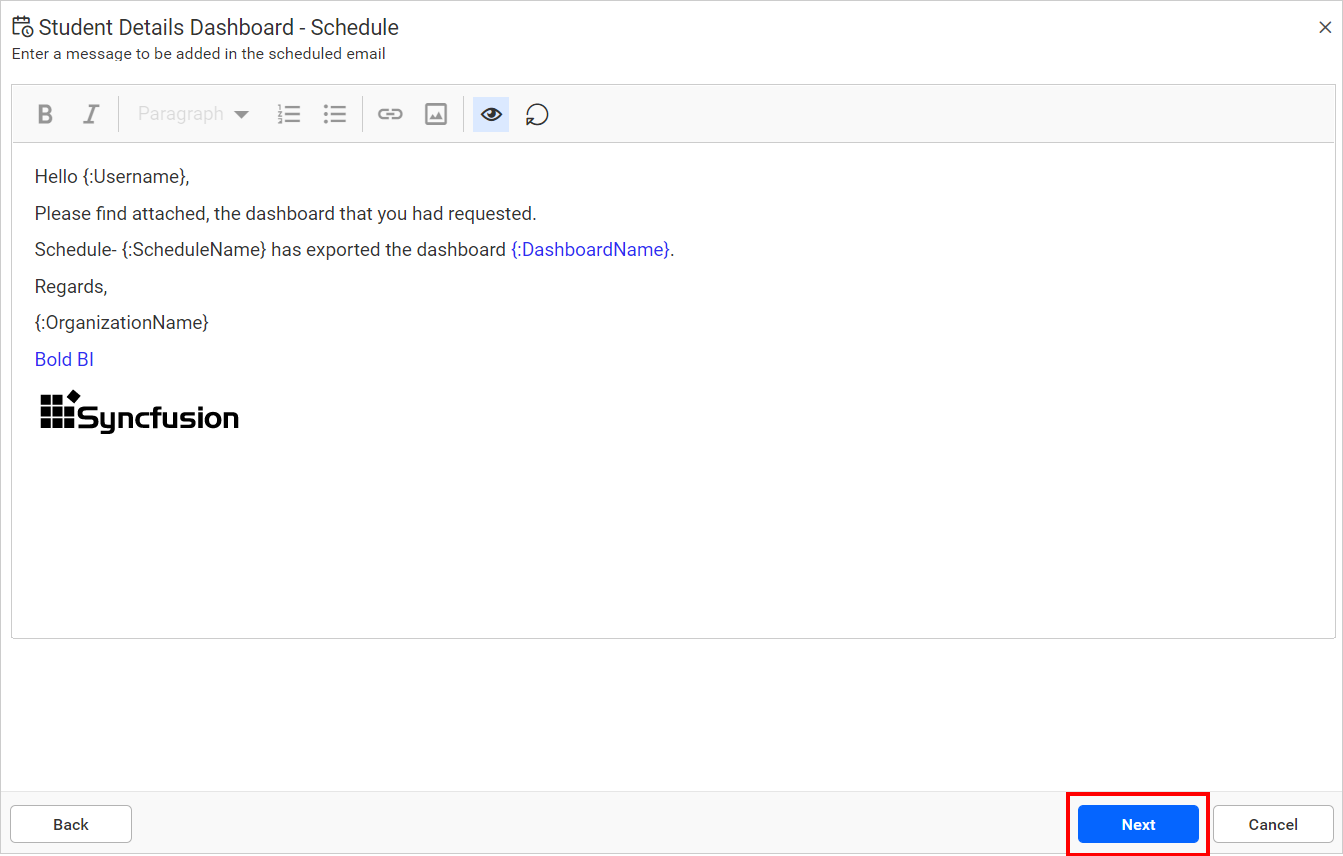 Student Details Dashboard - Schedule
Enter a message to be added in the scheduled email
Paragraph
Hello {:Username},
Please find attached, the dashboard that you had requested.
Schedule- {:ScheduleName} has exported the dashboard {:DashboardName}.
Regards,
{:OrganizationName}
Bold BI
Syncfusion
Back
Next
Cancel